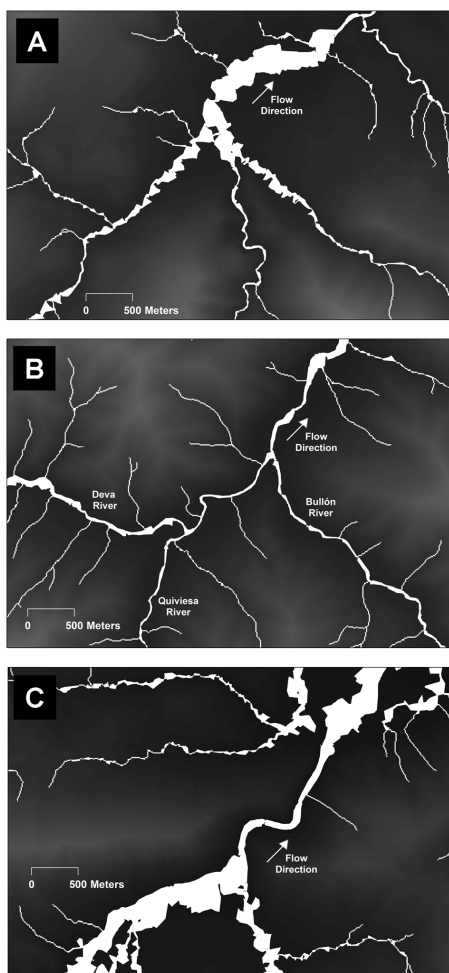 A
Flow
Direction
0 500 Meters
B
Flow
Direction
Deva
River
Bullón
River
Quiviesa
River
0 500 Meters
C
Flow
Direction
0 500 Meters